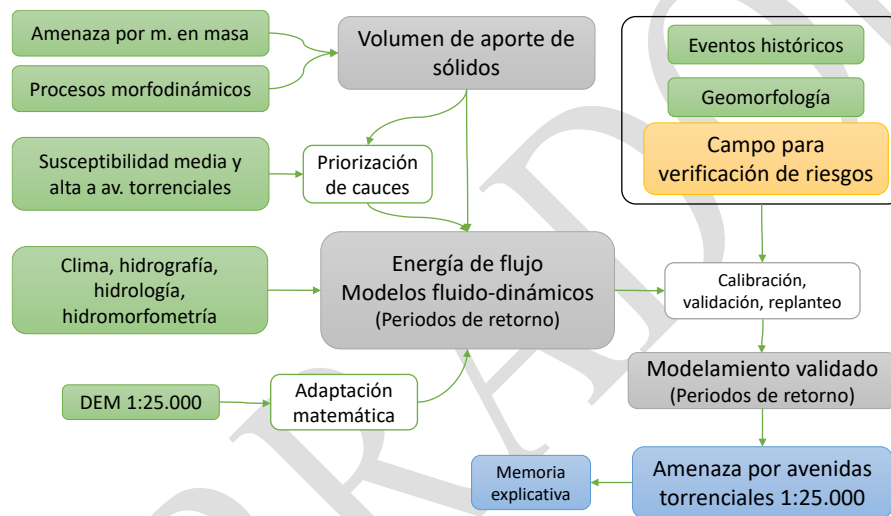 Amenaza por m. en masa
Procesos morfodinámicos
Volumen de aporte de
sólidos
Eventos históricos
Geomorfología
Campo para
verificación de riesgos
Susceptibilidad media y
alta a av. torrenciales
Priorización
de cauces
Clima, hidrografía,
hidrología,
hidromorfometría
Energía de flujo
Modelos fluido-dinámicos
(Periodos de retorno)
Calibración,
validación, replanteo
DEM 1:25.000
Adaptación
matemática
Modelamiento validado
(Periodos de retorno)
Memoria
explicativa
Amenaza por avenidas
torrenciales 1:25.000